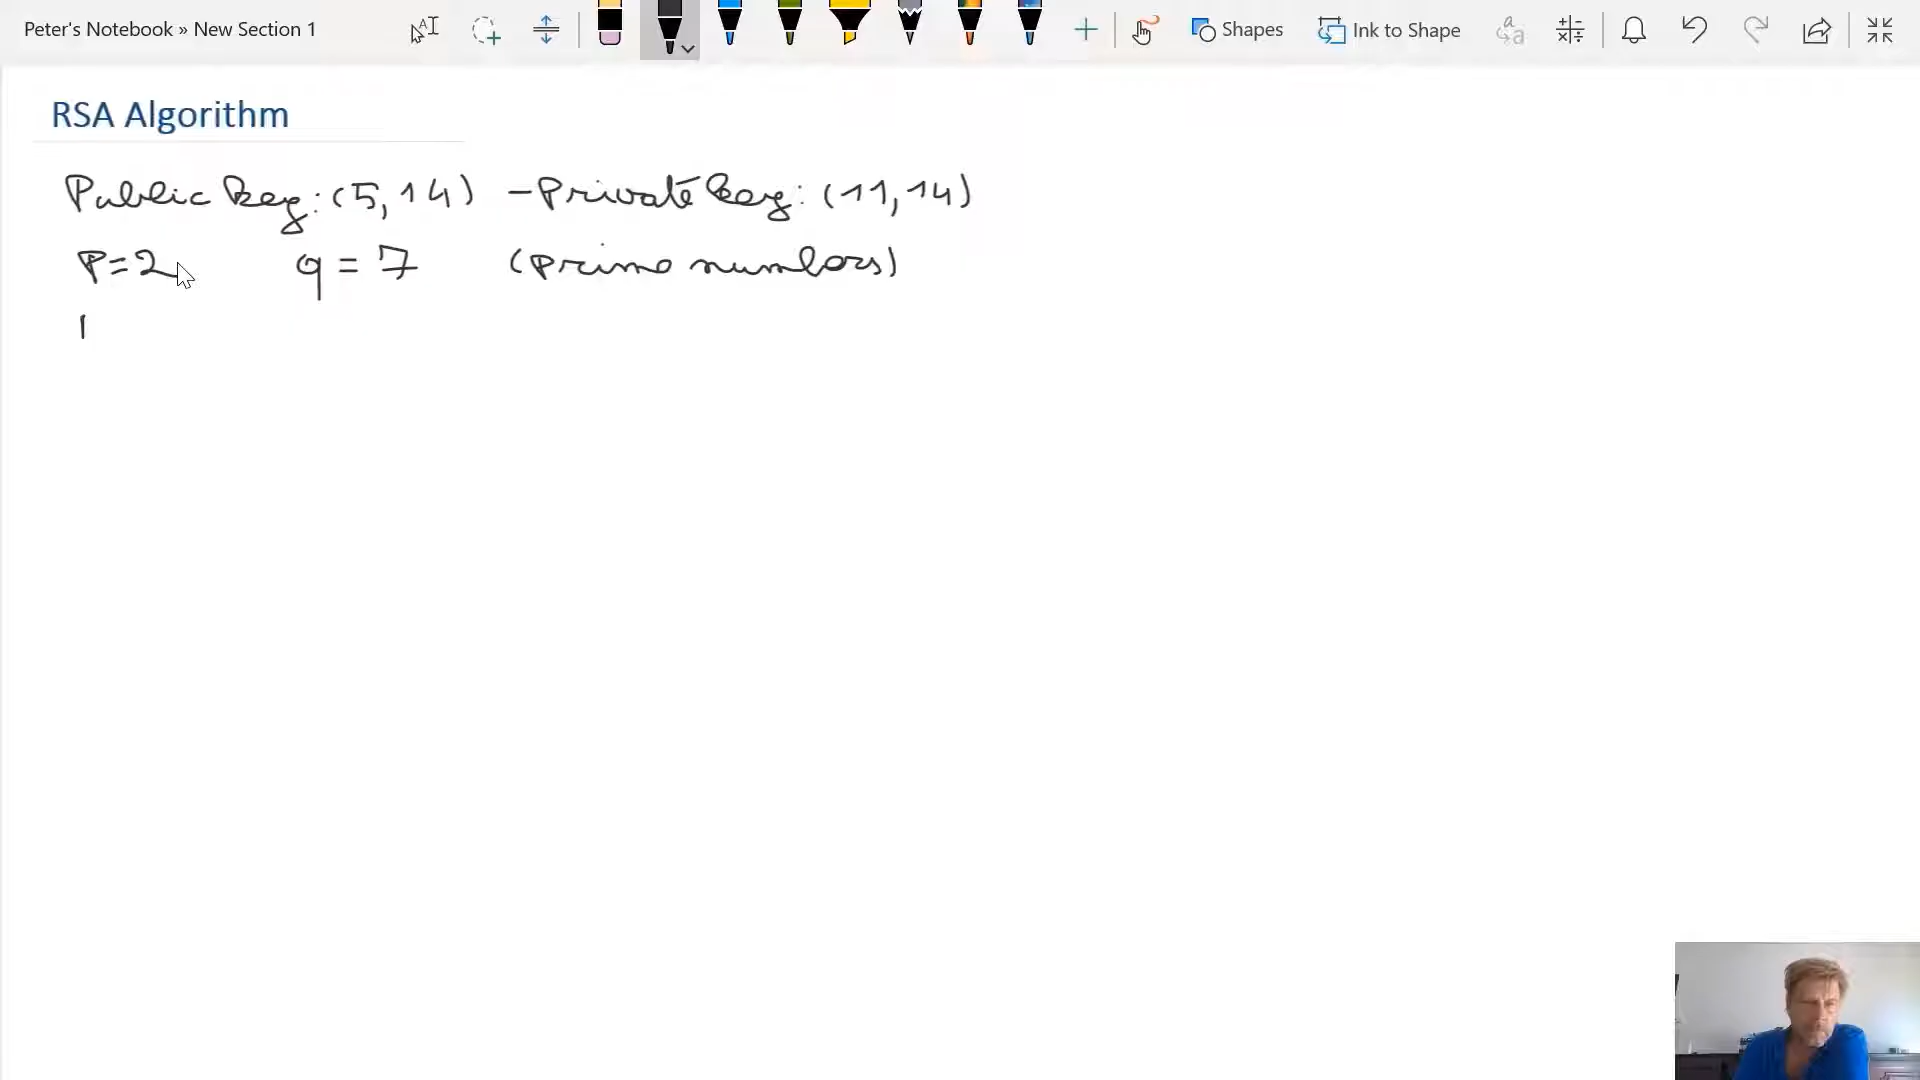 Peter's Notebook » New Section 1
Shapes
Ink to Shape
RSA Algorithm
Public key: (5, 14) - Private key: (11, 14)
P = 2 q = 7 (prime numbers)